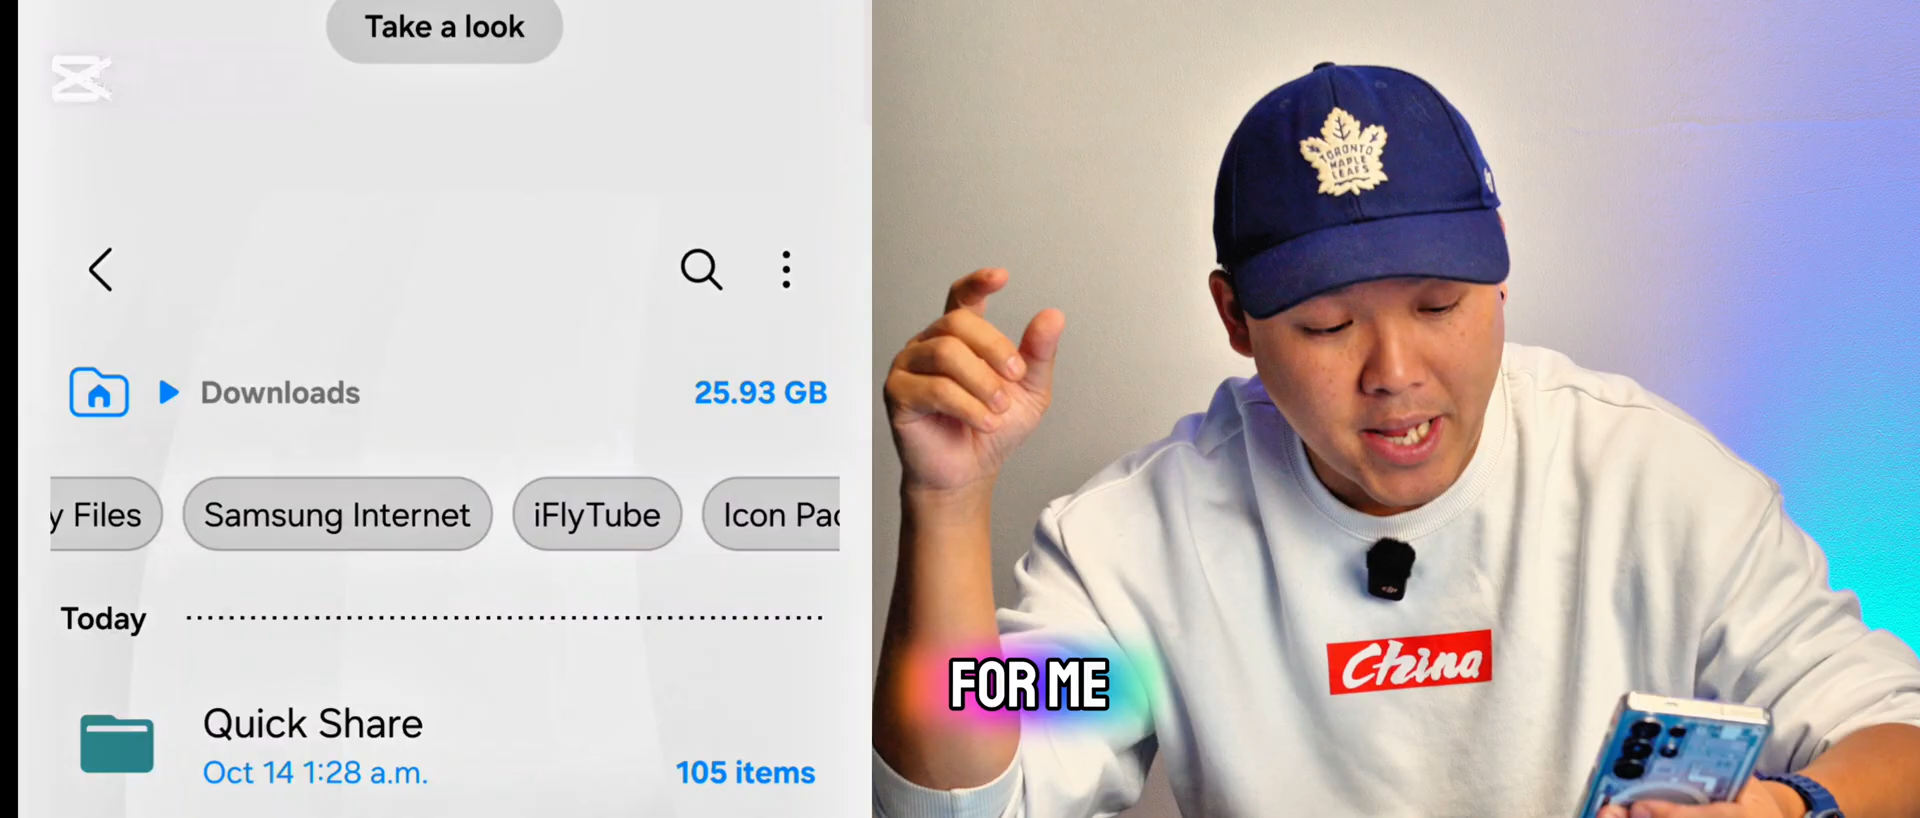 Take a look
Downloads
25.93 GB
y Files
Samsung Internet
iFlyTube
Icon Pac
Today
Quick Share
Oct 14 1:28 a.m.
105 items
TORONTO
MAPLE
LEAFS
China
FOR ME